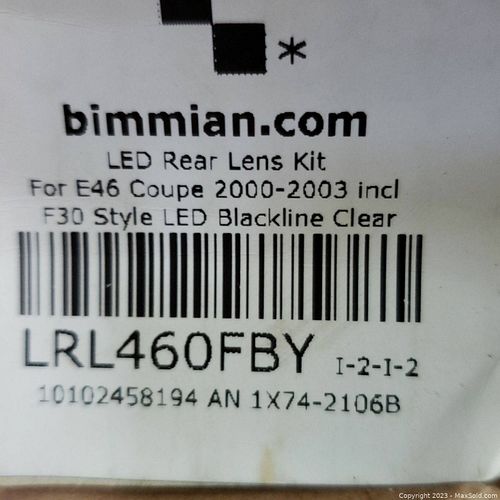 *
bimmian.com
LED Rear Lens Kit
For E46 Coupe 2000-2003 incl
F30 Style LED Blackline Clear
LRL460FBY I-2-I-2
10102458194 AN 1X74-2106B
Copyright 2023 - MaxSold.com